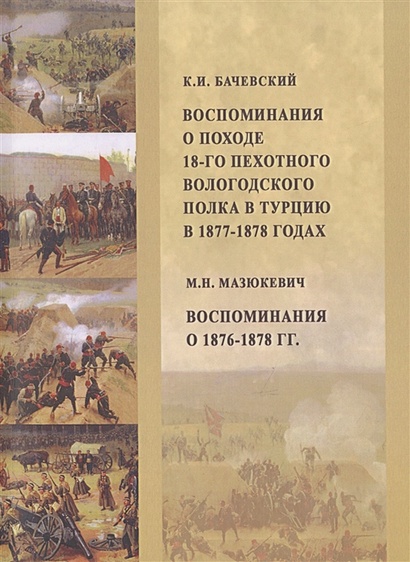 К.И. БАЧЕВСКИЙ
ВОСПОМИНАНИЯ
О ПОХОДЕ
18-ГО ПЕХОТНОГО
ВОЛОГОДСКОГО
ПОЛКА В ТУРЦИЮ
В 1877-1878 ГОДАХ
М.Н. МАЗЮКЕВИЧ
ВОСПОМИНАНИЯ
О 1876-1878 ГГ.